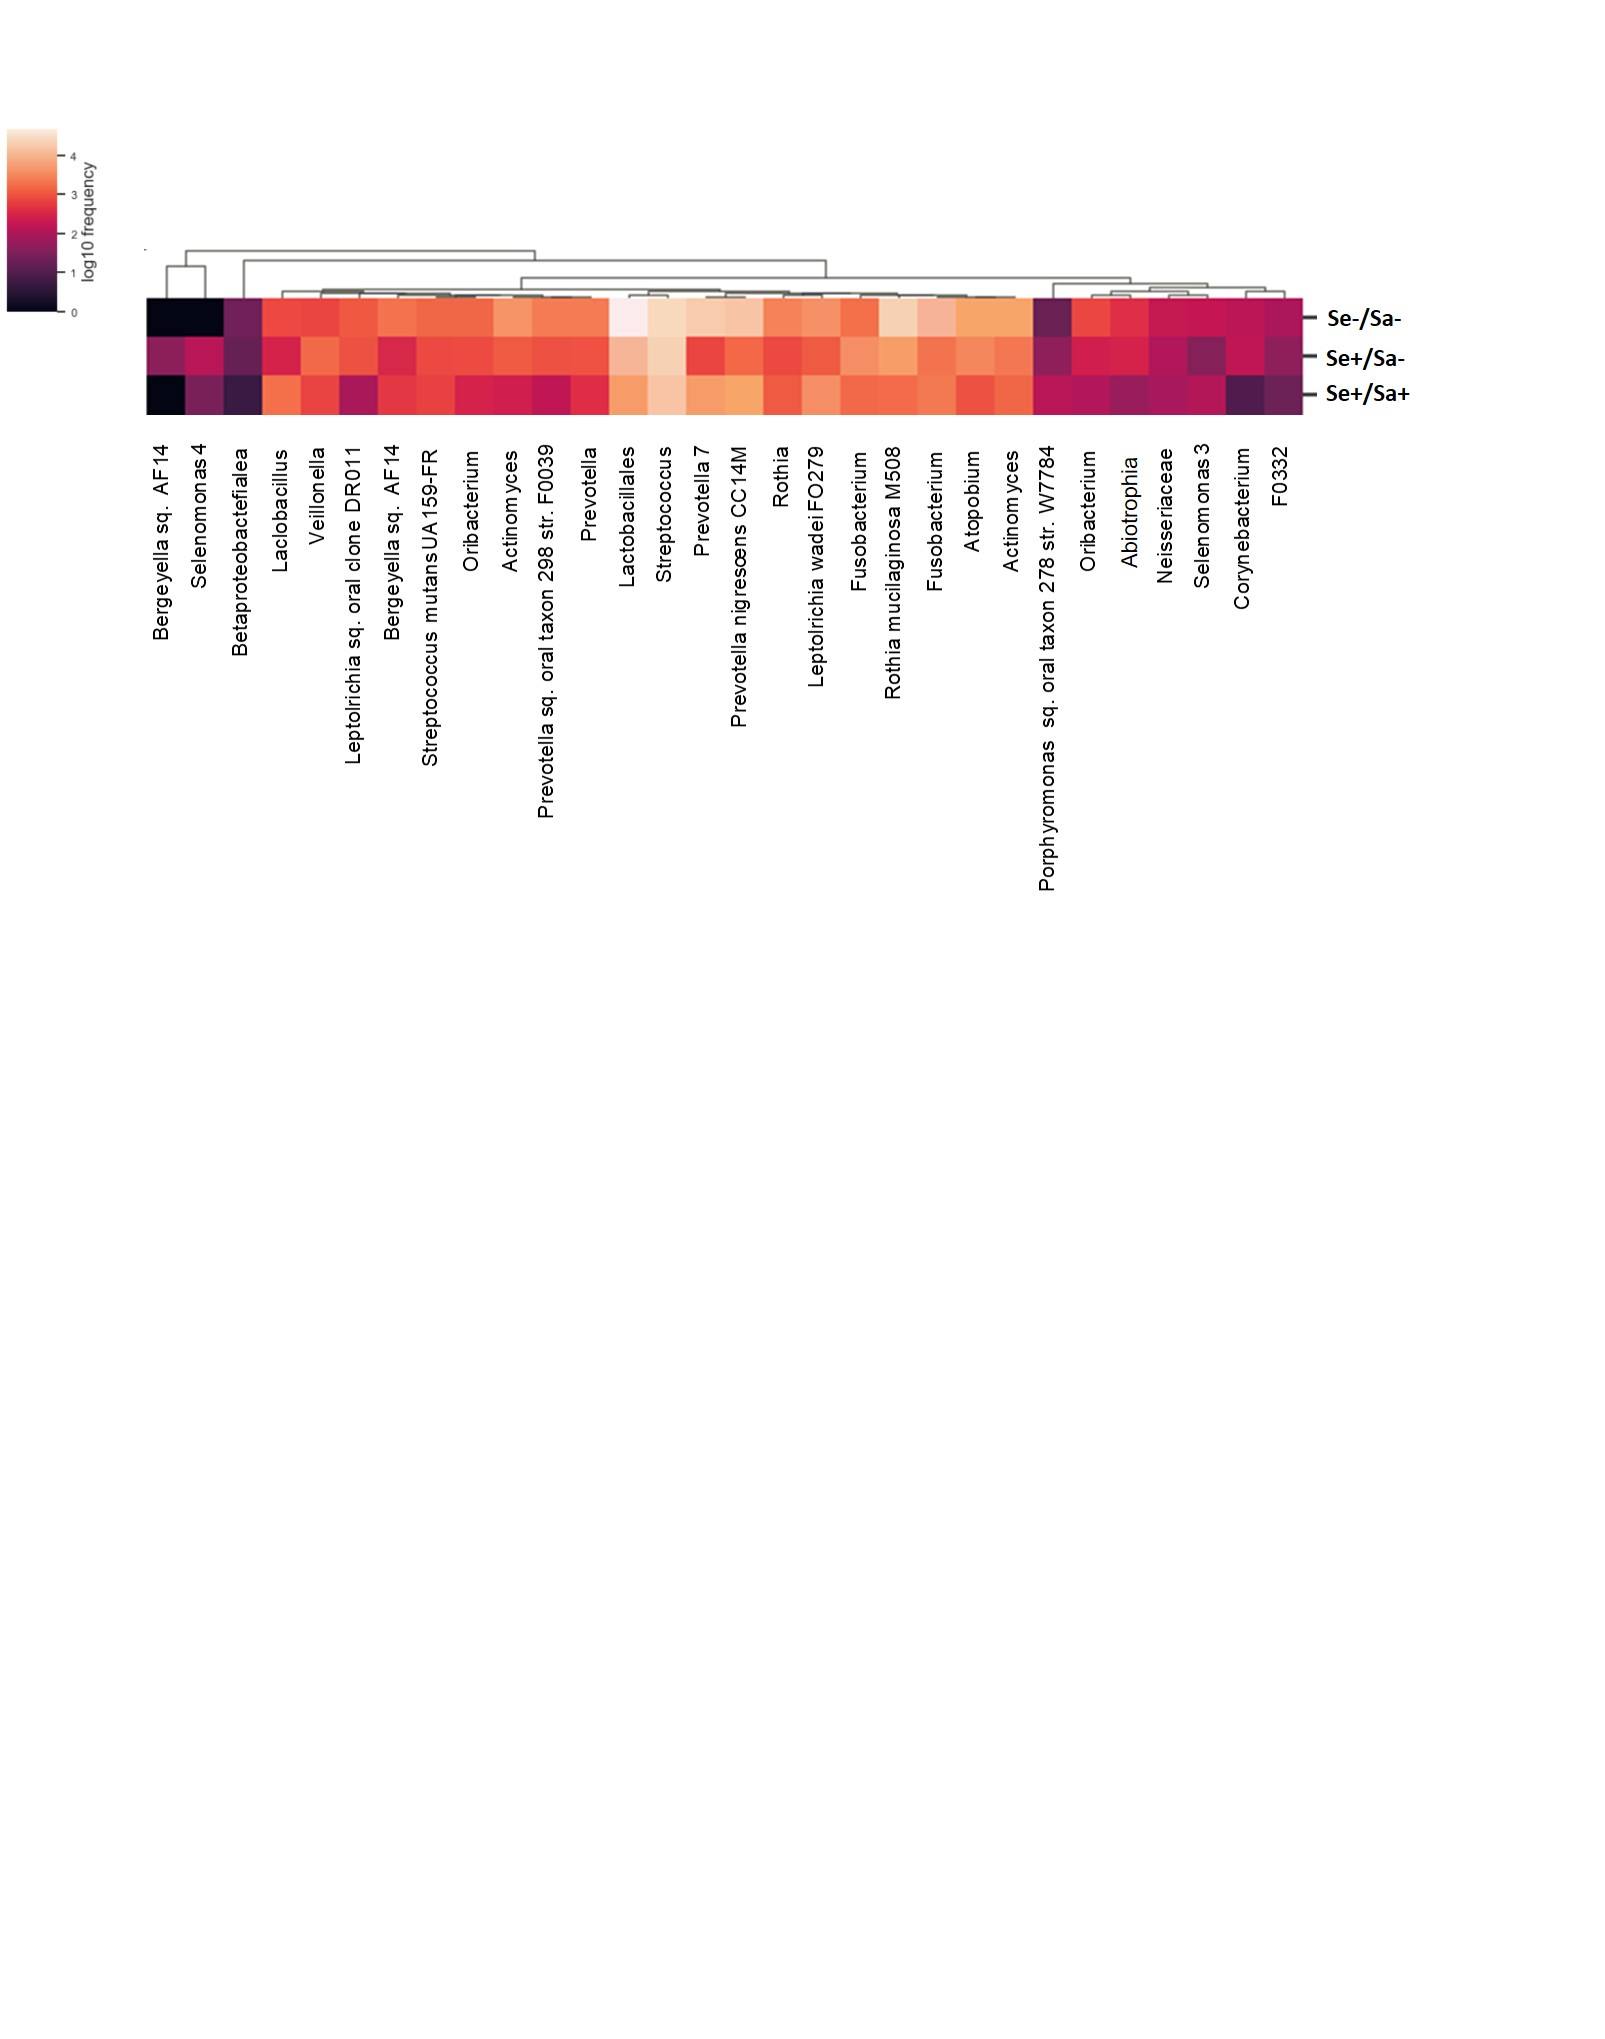 4
3
2
1
0
log10 frequency
Se-/Sa-
Se+/Sa-
Se+/Sa+
Bergeyella sq. AF14
Selenomonas 4
Betaproteobactefialea
Laclobacillus
Veillonella
Leptolrichia sq. oral clone DR011
Bergeyella sq. AF14
Streptococcus mutans UA159-FR
Oribacterium
Actinomyces
Prevotella sq. oral taxon 298 str. F0039
Prevotella
Lactobacillales
Streptococcus
Prevotella 7
Prevotella nigrescens CC14M
Rothia
Leptolrichia wadei FO279
Fusobacterium
Rothia mucilaginosa M508
Fusobacterium
Atopobium
Actinomyces
Porphyromonas sq. oral taxon 278 str. W7784
Oribacterium
Abiotrophia
Neisseriaceae
Selenomonas 3
Corynebacterium
F0332